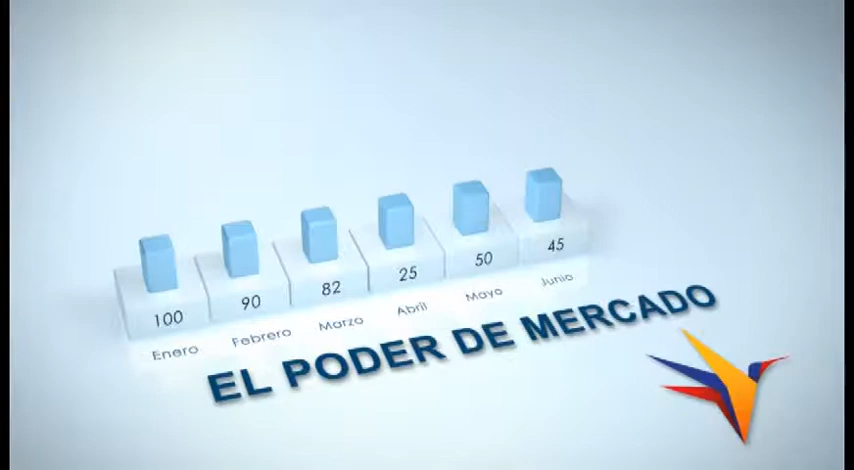 100 90 82 25 50 45
Enero Febrero Marzo Abril Mayo Junio
EL PODER DE MERCADO